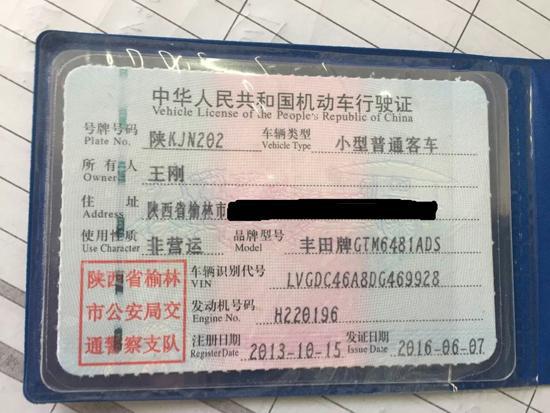 中华人民共和国机动车行驶证
Vehicle License of the People's Republic of China
号牌号码 陕KJN202 车辆类型 小型普通客车
Plate No. Vehicle Type
所有人 王刚
Owner
住址 陕西省榆林市
Address
使用性质 非营运 品牌型号 丰田牌GTM6481ADS
Use Character Model
陕西省榆林 车辆识别代号 LVGDC46A8DG469928
VIN
市公安局交 发动机号码 H220196
Engine No.
通警察支队 注册日期 2013-10-15 发证日期 2016-06-07
Register Date Issue Date